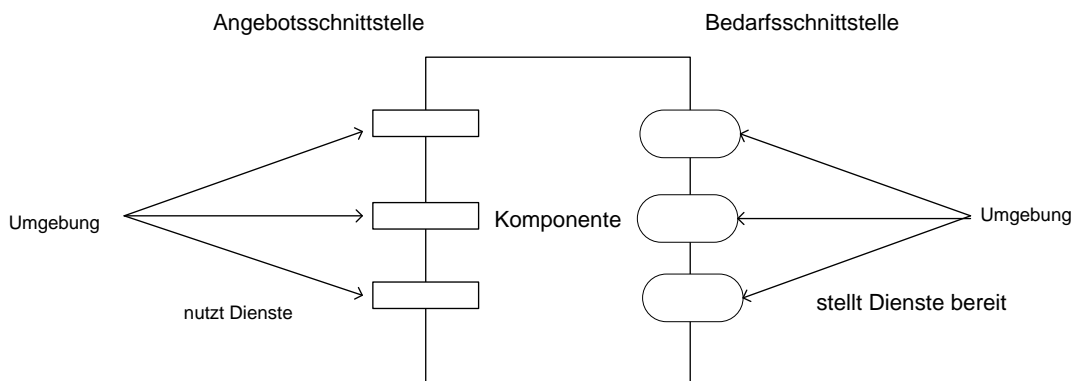 Angebotsschnittstelle
Bedarfsschnittstelle
Umgebung
Komponente
Umgebung
nutzt Dienste
stellt Dienste bereit